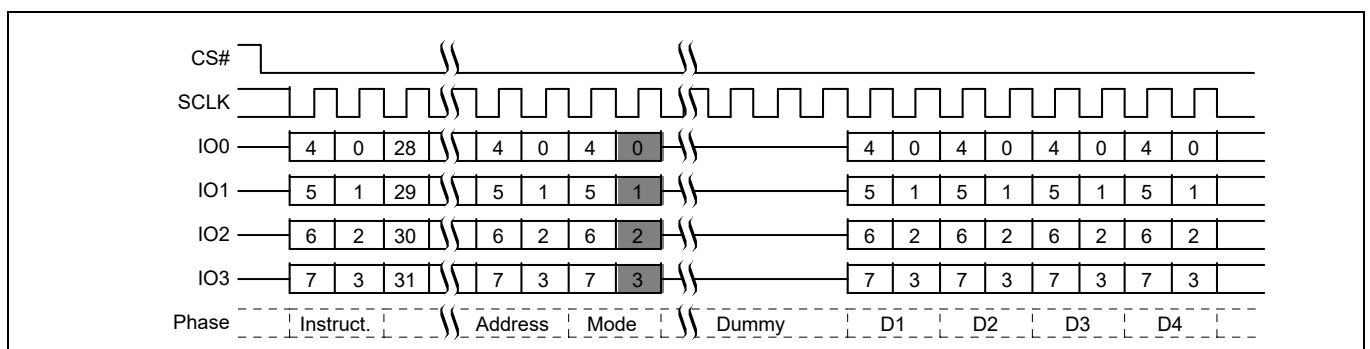 CS#
SCLK
IO0 4 0 28 4 0 4 0 4 0 4 0 4 0 4 0
IO1 5 1 29 5 1 5 1 5 1 5 1 5 1 5 1
IO2 6 2 30 6 2 6 2 6 2 6 2 6 2 6 2
IO3 7 3 31 7 3 7 3 7 3 7 3 7 3 7 3
Phase Instruct. Address Mode Dummy D1 D2 D3 D4